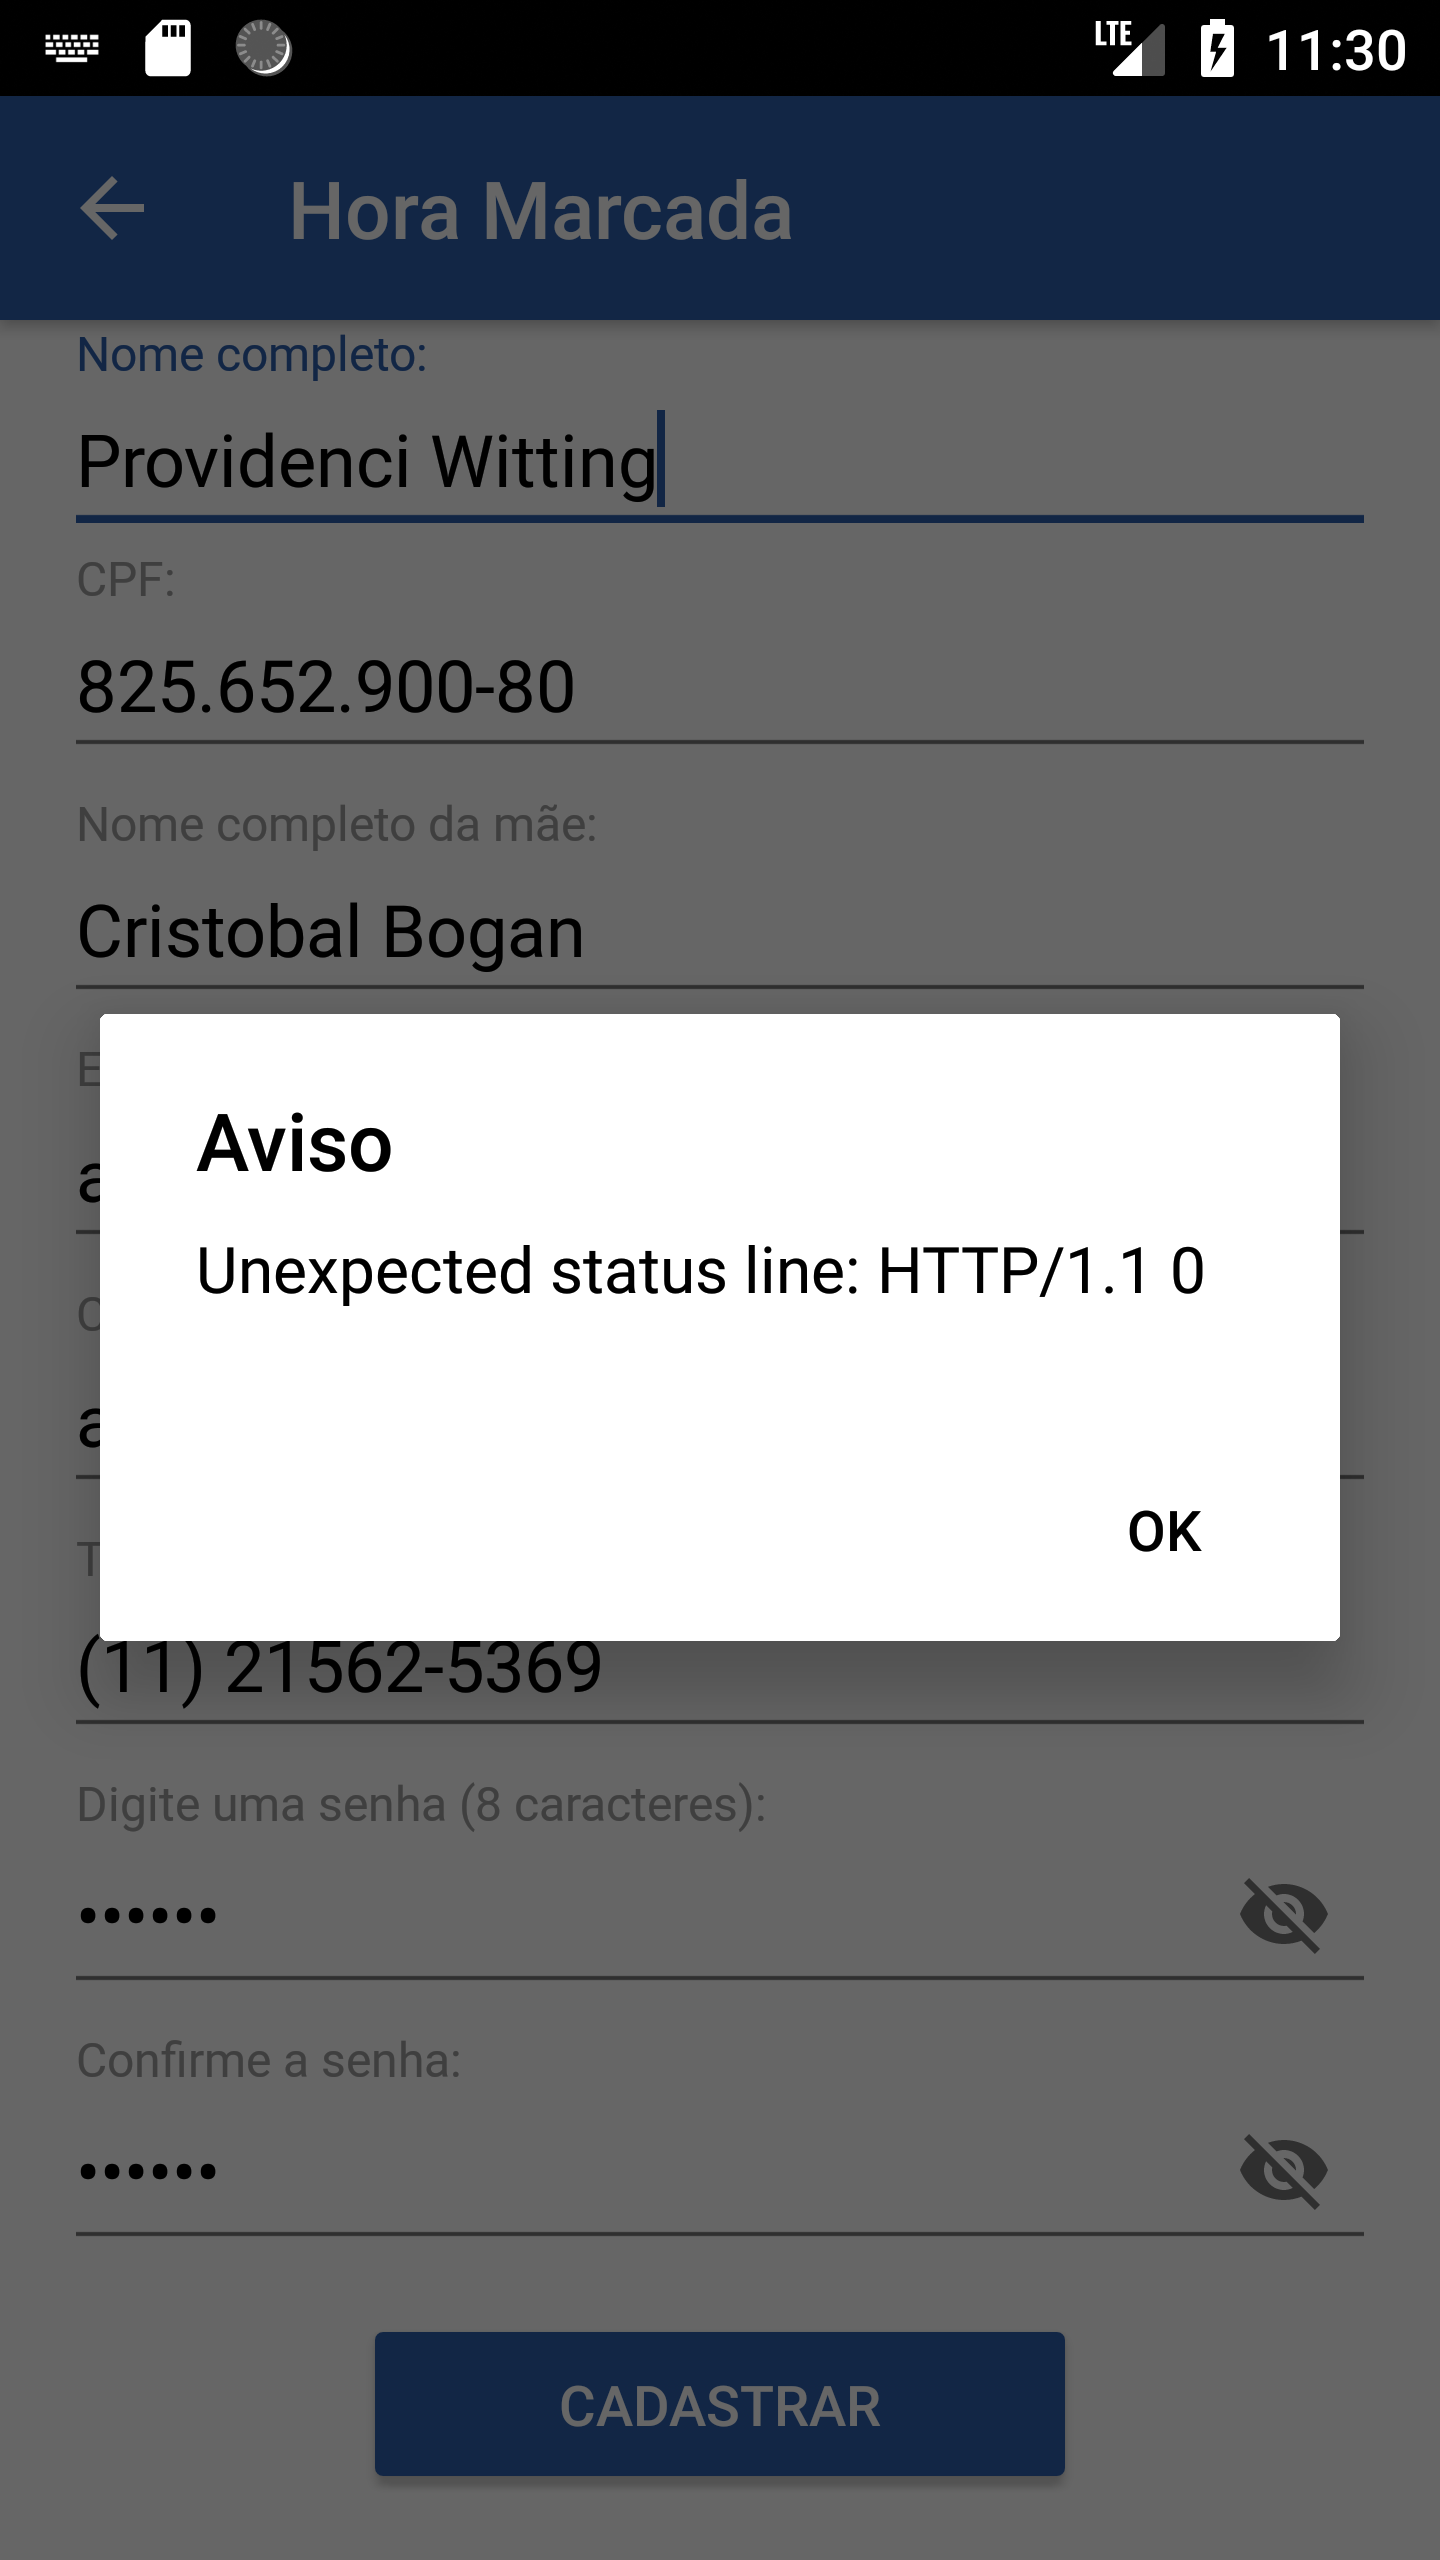 LTE 11:30
Hora Marcada
Nome completo:
Providenci Witting
CPF:
825.652.900-80
Nome completo da mãe:
Cristobal Bogan
Aviso
Unexpected status line: HTTP/1.1 0
OK
(11) 21562-5369
Digite uma senha (8 caracteres):
••••••
Confirme a senha:
••••••
CADASTRAR